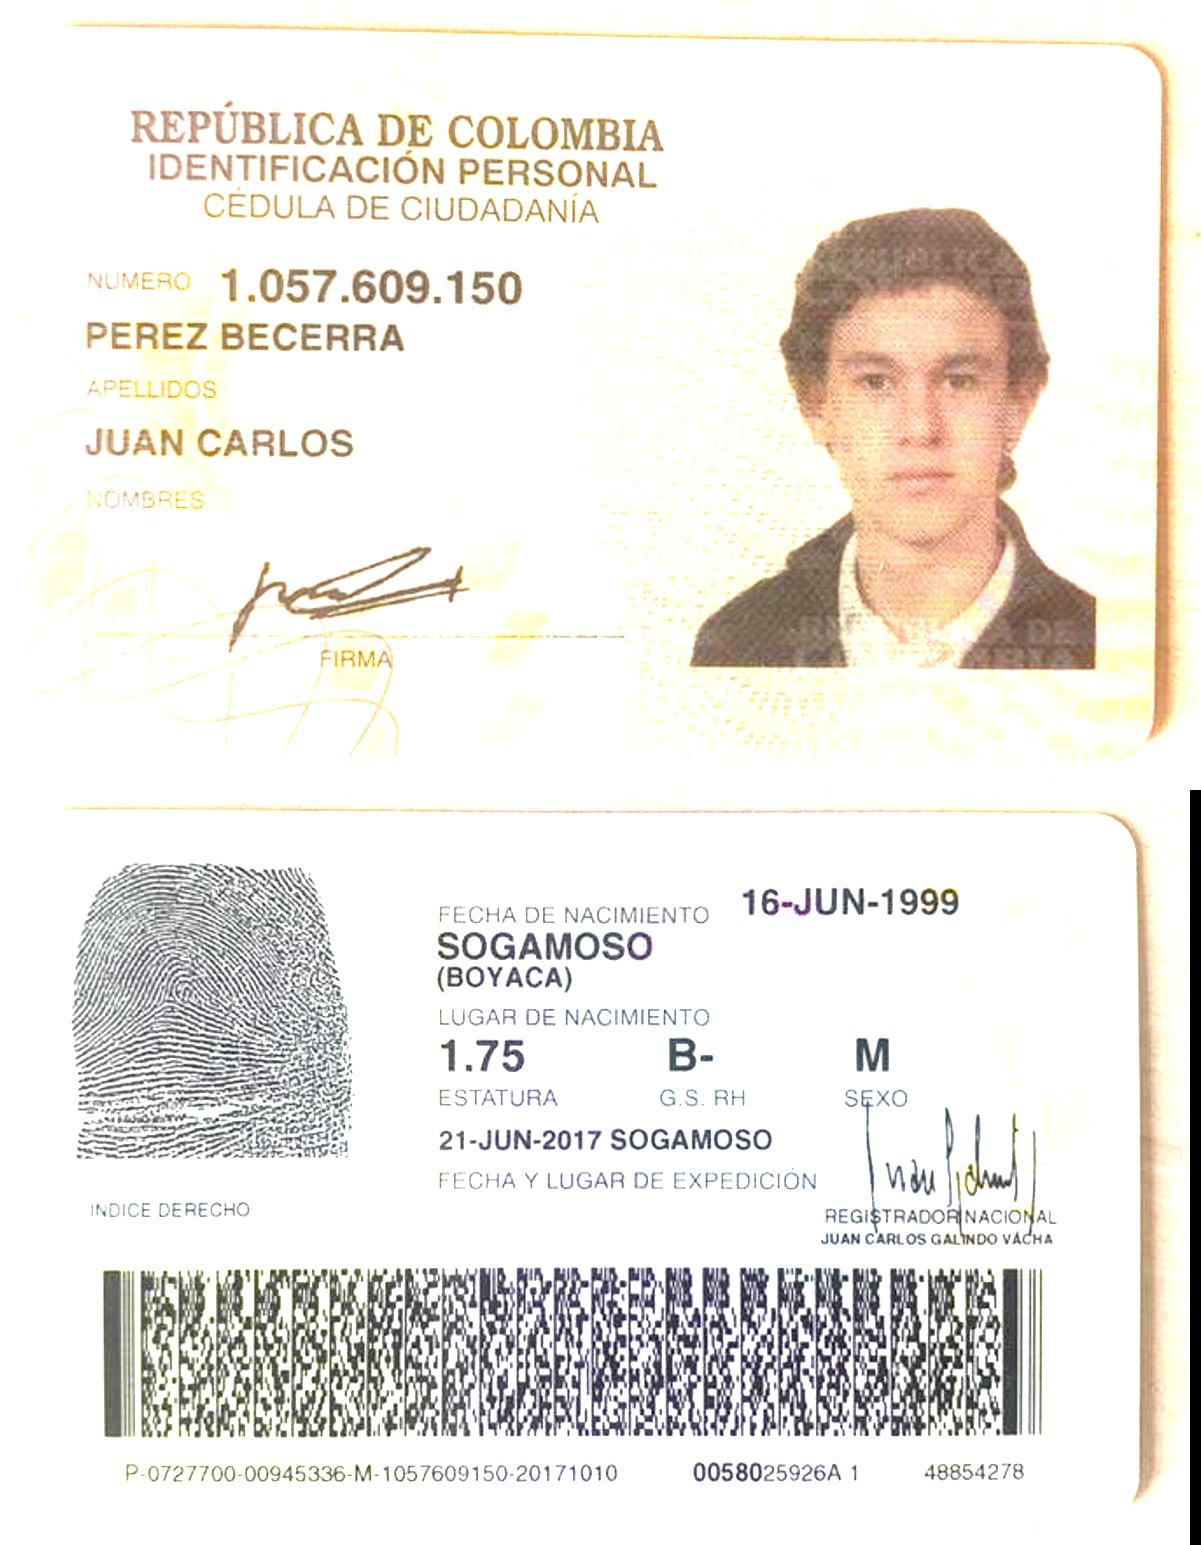 REPÚBLICA DE COLOMBIA
IDENTIFICACIÓN PERSONAL
CÉDULA DE CIUDADANÍA
NUMERO 1.057.609.150
PEREZ BECERRA
APELLIDOS
JUAN CARLOS
NOMBRES
FIRMA
FECHA DE NACIMIENTO 16-JUN-1999
SOGAMOSO
(BOYACA)
LUGAR DE NACIMIENTO
1.75 B- M
ESTATURA G.S. RH SEXO
21-JUN-2017 SOGAMOSO
FECHA Y LUGAR DE EXPEDICIÓN
INDICE DERECHO
REGISTRADOR NACIONAL
JUAN CARLOS GALINDO VÁCHA
P-0727700-00945336-M-1057609150-20171010 0058025926A 1 48854278